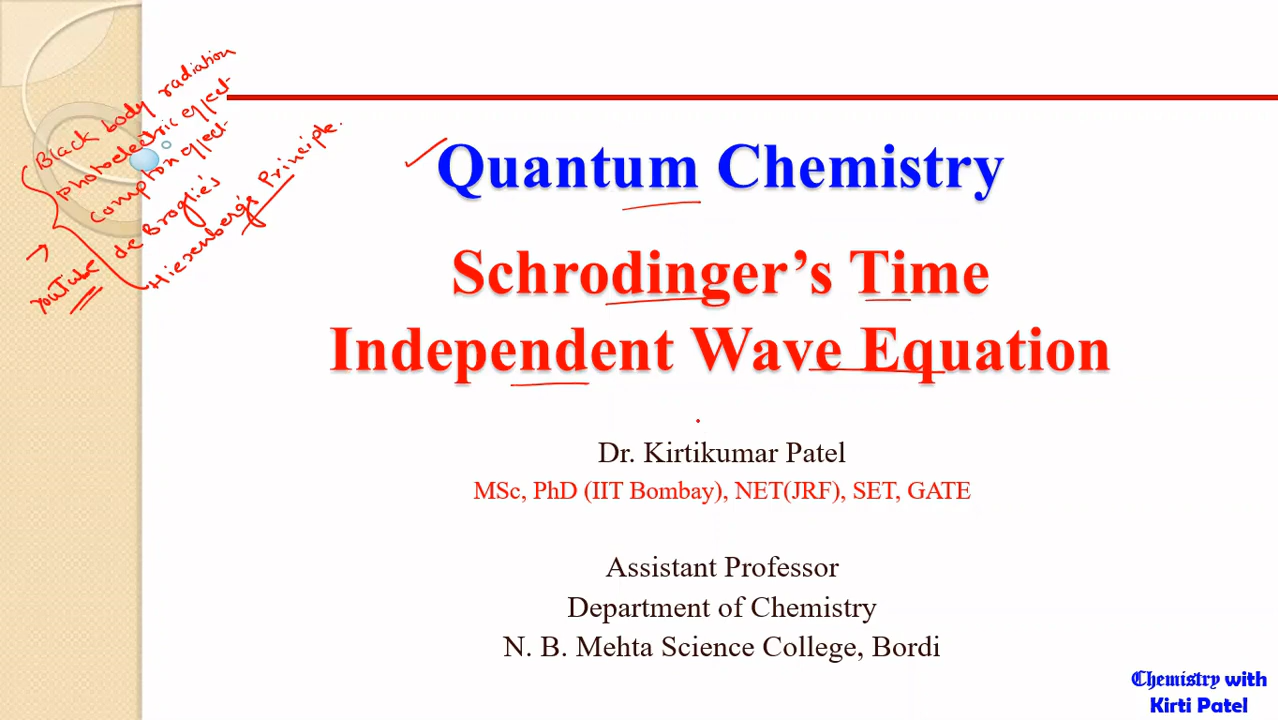 Black body radiation
photoelectric effect
compton effect
de Broglie's
Hiesenberg's Principle.
YouTube
Quantum Chemistry
Schrodinger’s Time
Independent Wave Equation
Dr. Kirtikumar Patel
MSc, PhD (IIT Bombay), NET(JRF), SET, GATE
Assistant Professor
Department of Chemistry
N. B. Mehta Science College, Bordi
Chemistry with
Kirti Patel